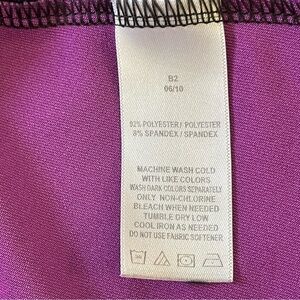 B2
06/10
92% POLYESTER / POLYESTER
8% SPANDEX / SPANDEX
MACHINE WASH COLD
WITH LIKE COLORS
WASH DARK COLORS SEPARATELY
ONLY NON-CHLORINE
BLEACH WHEN NEEDED
TUMBLE DRY LOW
COOL IRON AS NEEDED
DO NOT USE FABRIC SOFTENER